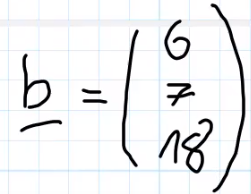 b = (6
7
18)